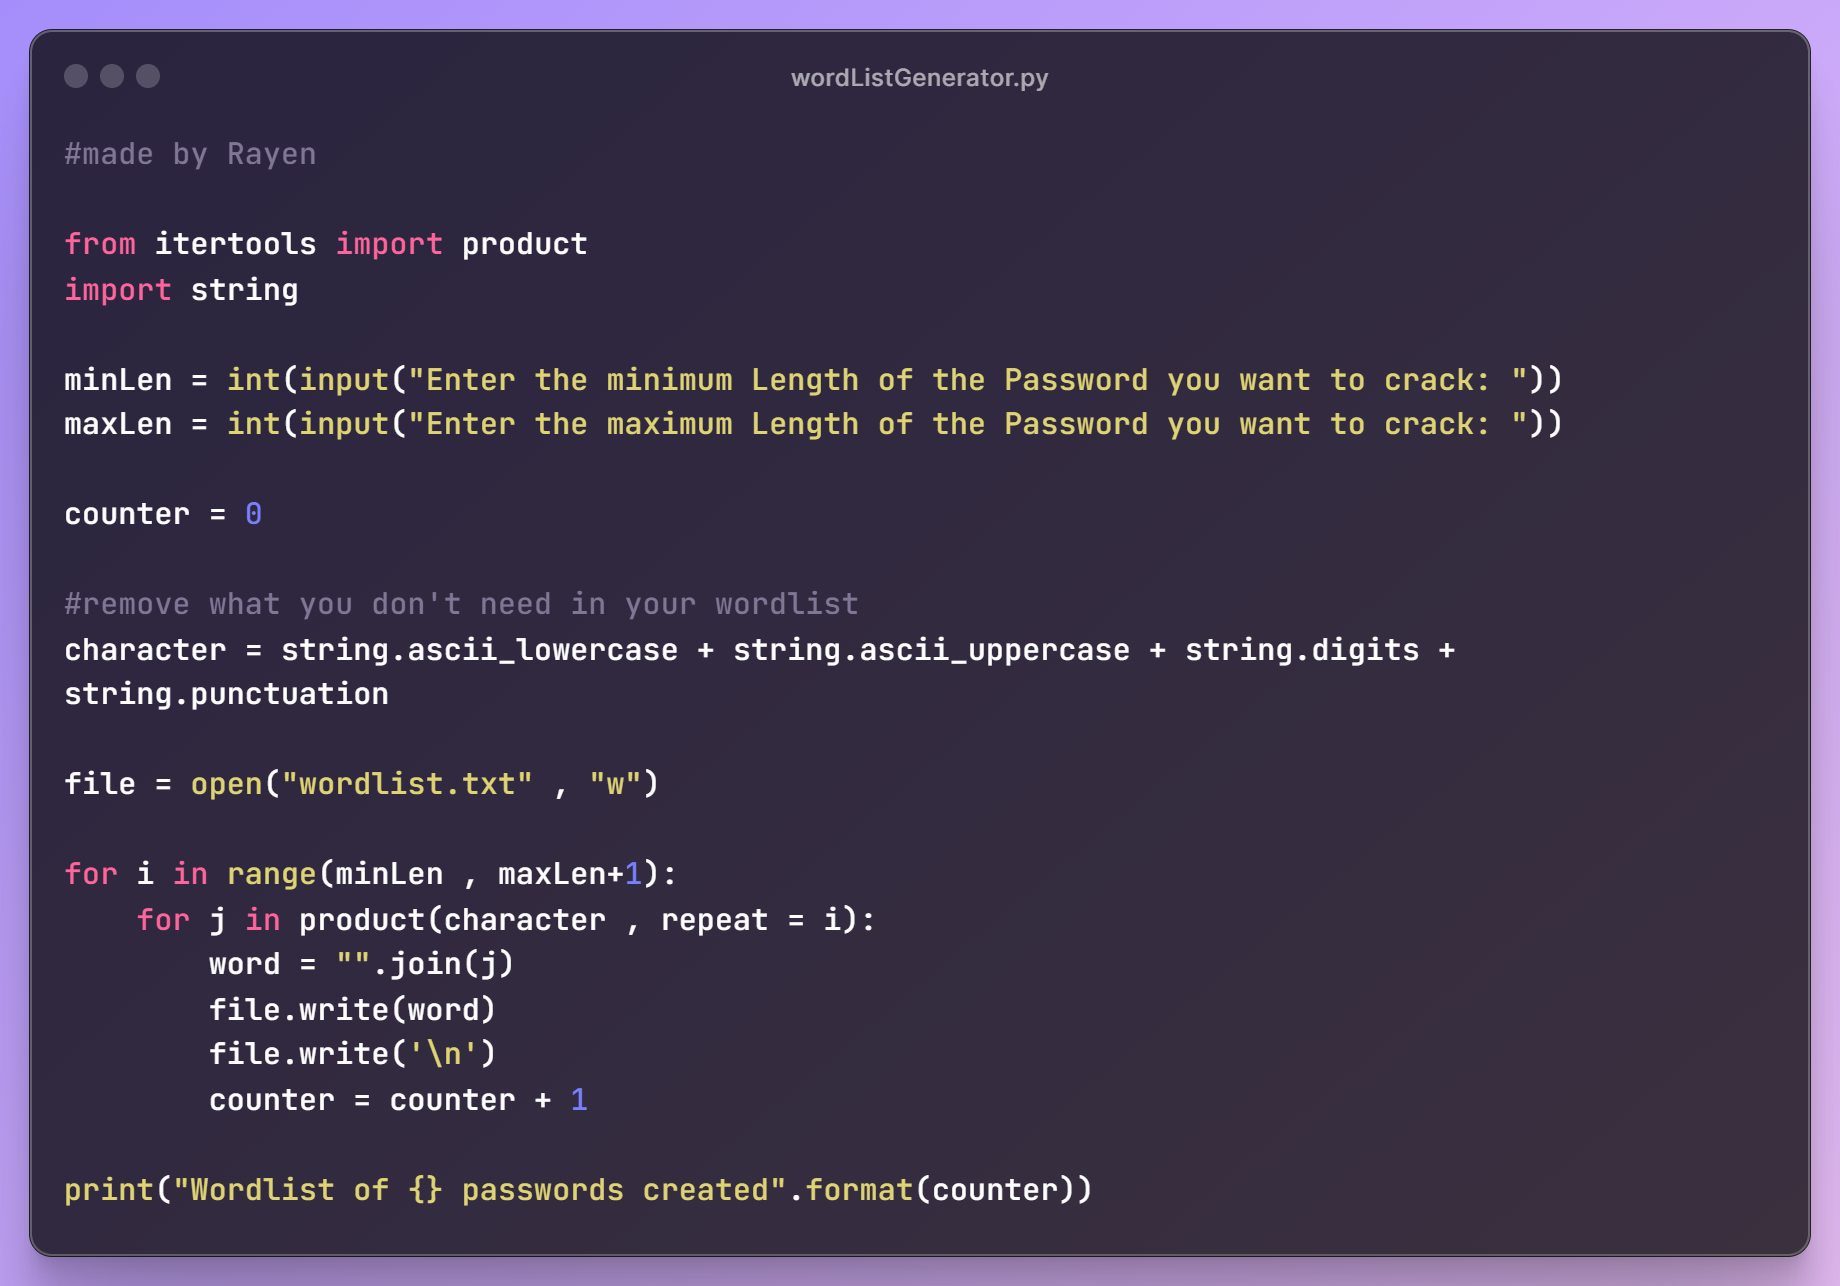 wordListGenerator.py
#made by Rayen
from itertools import product
import string
minLen = int(input("Enter the minimum Length of the Password you want to crack: "))
maxLen = int(input("Enter the maximum Length of the Password you want to crack: "))
counter = 0
#remove what you don't need in your wordlist
character = string.ascii_lowercase + string.ascii_uppercase + string.digits +
string.punctuation
file = open("wordlist.txt" , "w")
for i in range(minLen , maxLen+1):
    for j in product(character , repeat = i):
        word = "".join(j)
        file.write(word)
        file.write('\n')
        counter = counter + 1
print("Wordlist of {} passwords created".format(counter))